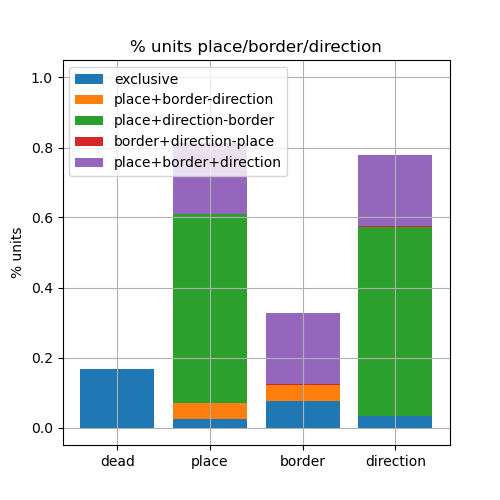 % units place/border/direction
1.0
0.8
0.6
0.4
0.2
0.0
% units
exclusive
place+border-direction
place+direction-border
border+direction-place
place+border+direction
dead
place
border
direction